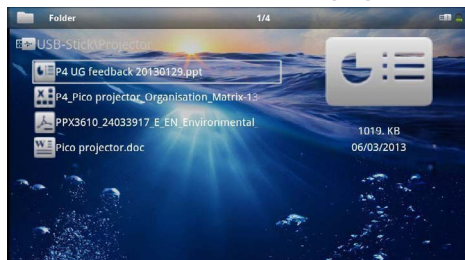 Folder 1/4
USB-Stick\Projector
P4 UG feedback 20130129.ppt
P4_Pico projector_Organisation_Matrix-13
PPX3610_24033917_E_EN_Environmental_
Pico projector.doc
1019. KB
06/03/2013